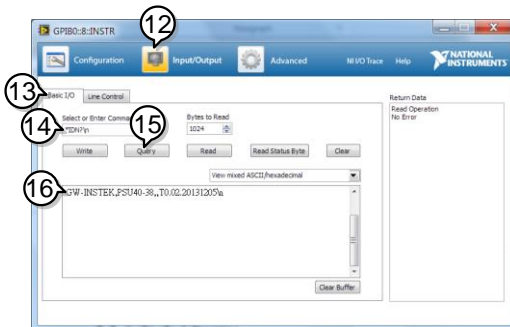 GPIB0::8::INSTR
12
Configuration
Input/Output
Advanced
NI I/O Trace
Help
NATIONAL
INSTRUMENTS
13
Basic I/O
Line Control
Return Data
Read Operation
No Error
Select or Enter Comma
Bytes to Read
14
*IDN?\n
15
1024
Write
Query
Read
Read Status Byte
Clear
View mixed ASCII/hexadecimal
16
GW-INSTEK,PSU40-38,,T0.02.20131205\n
Clear Buffer